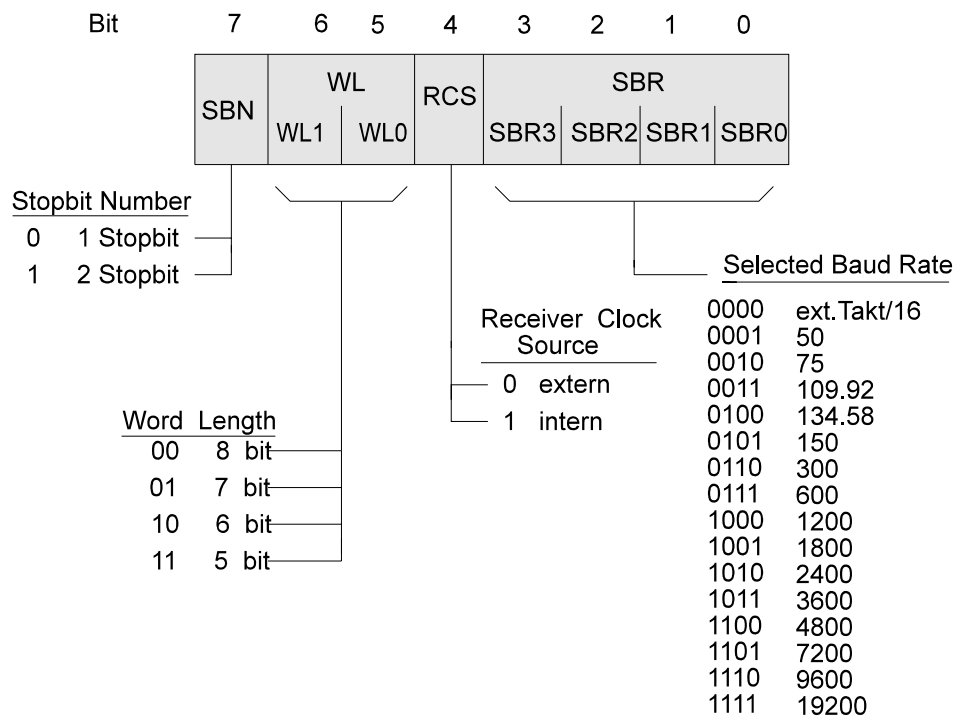 Bit 7 6 5 4 3 2 1 0
SBN WL RCS SBR
WL1 WL0 SBR3 SBR2 SBR1 SBR0
Stopbit Number
0 1 Stopbit
1 2 Stopbit
Word Length
00 8 bit
01 7 bit
10 6 bit
11 5 bit
Receiver Clock
Source
0 extern
1 intern
Selected Baud Rate
0000 ext.Takt/16
0001 50
0010 75
0011 109.92
0100 134.58
0101 150
0110 300
0111 600
1000 1200
1001 1800
1010 2400
1011 3600
1100 4800
1101 7200
1110 9600
1111 19200